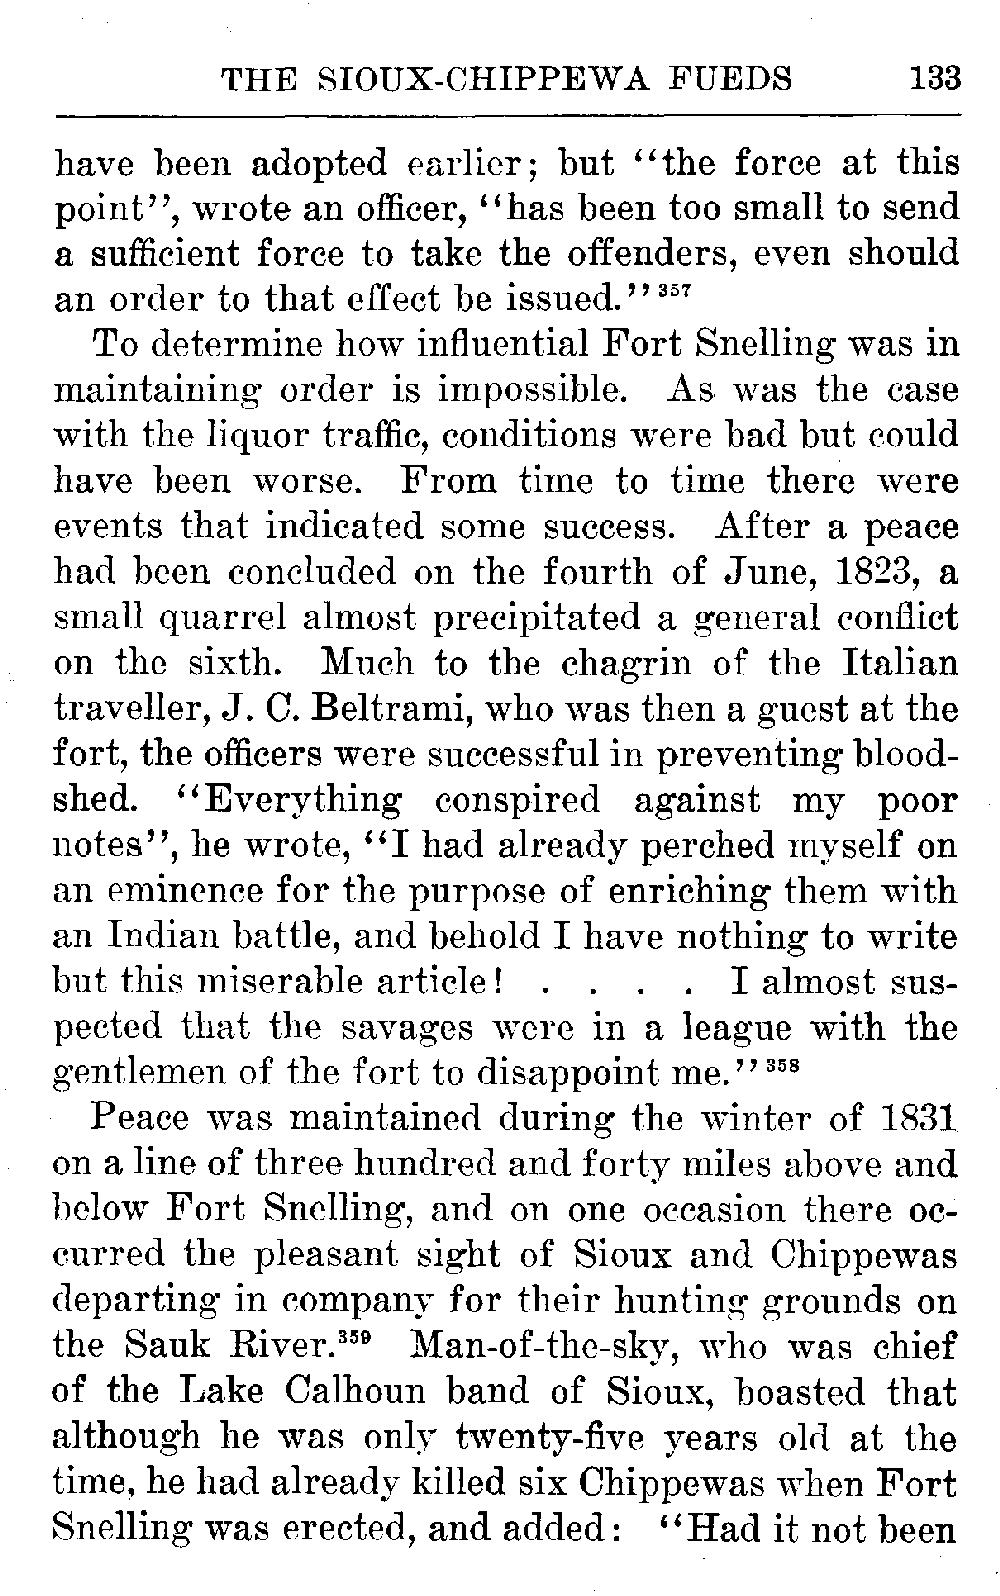 THE SIOUX-CHIPPEWA FUEDS 133
have been adopted earlier; but "the force at this
point", wrote an officer, "has been too small to send
a sufficient force to take the offenders, even should
an order to that effect be issued." 357
To determine how influential Fort Snelling was in
maintaining order is impossible. As was the case
with the liquor traffic, conditions were bad but could
have been worse. From time to time there were
events that indicated some success. After a peace
had been concluded on the fourth of June, 1823, a
small quarrel almost precipitated a general conflict
on the sixth. Much to the chagrin of the Italian
traveller, J. C. Beltrami, who was then a guest at the
fort, the officers were successful in preventing blood-
shed. "Everything conspired against my poor
notes", he wrote, "I had already perched myself on
an eminence for the purpose of enriching them with
an Indian battle, and behold I have nothing to write
but this miserable article! . . . . I almost sus-
pected that the savages were in a league with the
gentlemen of the fort to disappoint me." 358
Peace was maintained during the winter of 1831
on a line of three hundred and forty miles above and
below Fort Snelling, and on one occasion there oc-
curred the pleasant sight of Sioux and Chippewas
departing in company for their hunting grounds on
the Sauk River.359 Man-of-the-sky, who was chief
of the Lake Calhoun band of Sioux, boasted that
although he was only twenty-five years old at the
time, he had already killed six Chippewas when Fort
Snelling was erected, and added: "Had it not been